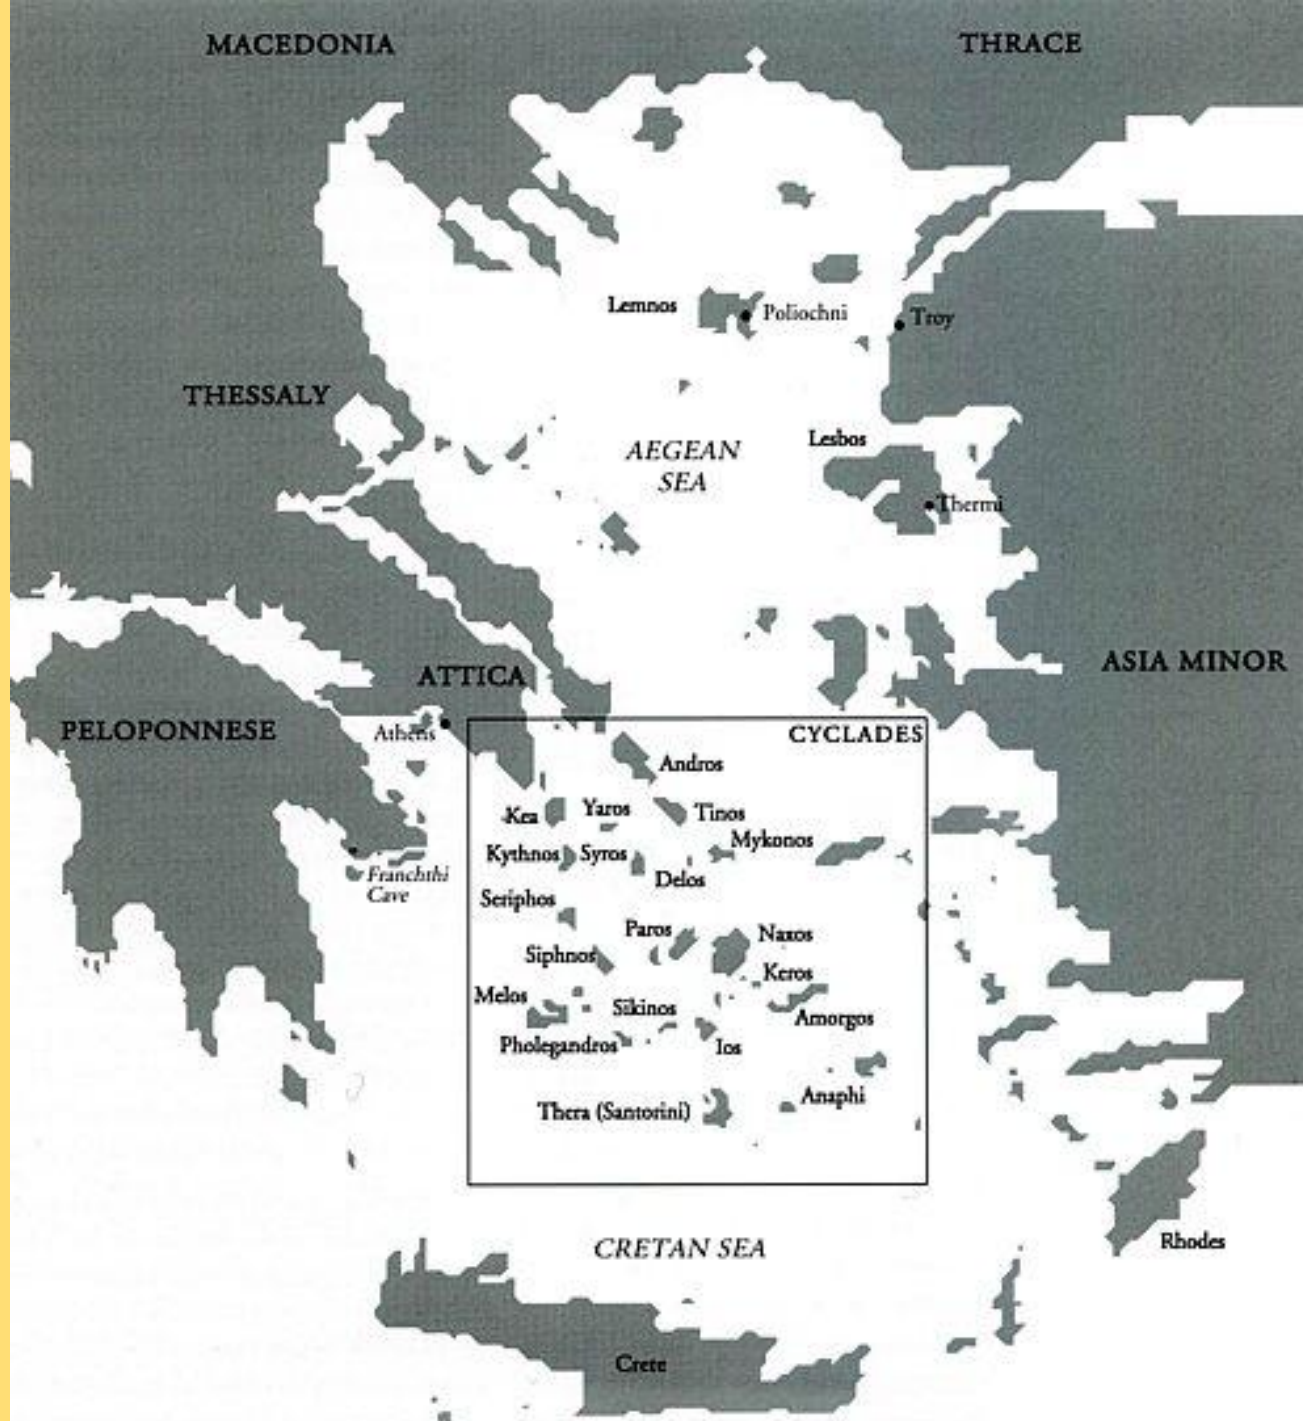 MACEDONIA
THRACE
Lemnos
Poliochni
Troy
THESSALY
AEGEAN
SEA
Lesbos
Thermi
ATTICA
ASIA MINOR
PELOPONNESE
Athens
CYCLADES
Andros
Kea
Yaros
Tinos
Mykonos
Kythnos
Syros
Delos
Franchthi
Cave
Seriphos
Paros
Naxos
Siphnos
Keros
Melos
Sikinos
Amorgos
Pholegandros
Ios
Anaphi
Thera (Santorini)
CRETAN SEA
Rhodes
Crete